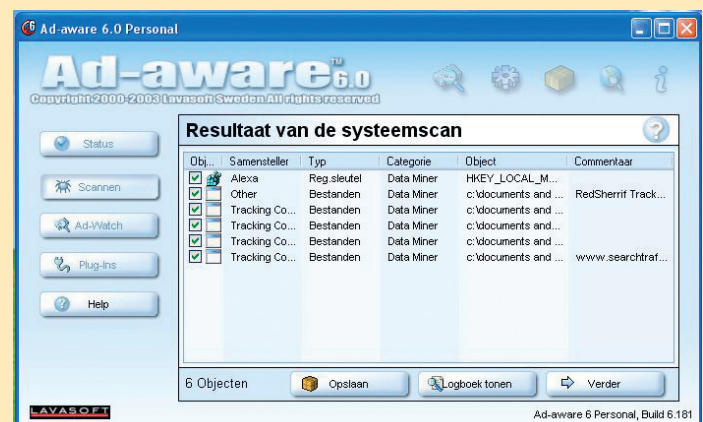 Ad-aware 6.0 Personal
Ad-aware 6.0
Copyright 2000-2003 Lavasoft Sweden All rights reserved
Resultaat van de systeemscan
Status
Scannen
Ad-Watch
Plug-Ins
Help
Obj... Samensteller Typ Categorie Object Commentaar
Alexa Reg.sleutel Data Miner HKEY_LOCAL_M...
Other Bestanden Data Miner c:\documents and ... RedSherrif Track...
Tracking Co... Bestanden Data Miner c:\documents and ...
Tracking Co... Bestanden Data Miner c:\documents and ...
Tracking Co... Bestanden Data Miner c:\documents and ...
Tracking Co... Bestanden Data Miner c:\documents and ... www.searchtraf...
6 Objecten
Opslaan
Logboek tonen
Verder
LAVASOFT
Ad-aware 6 Personal, Build 6.181